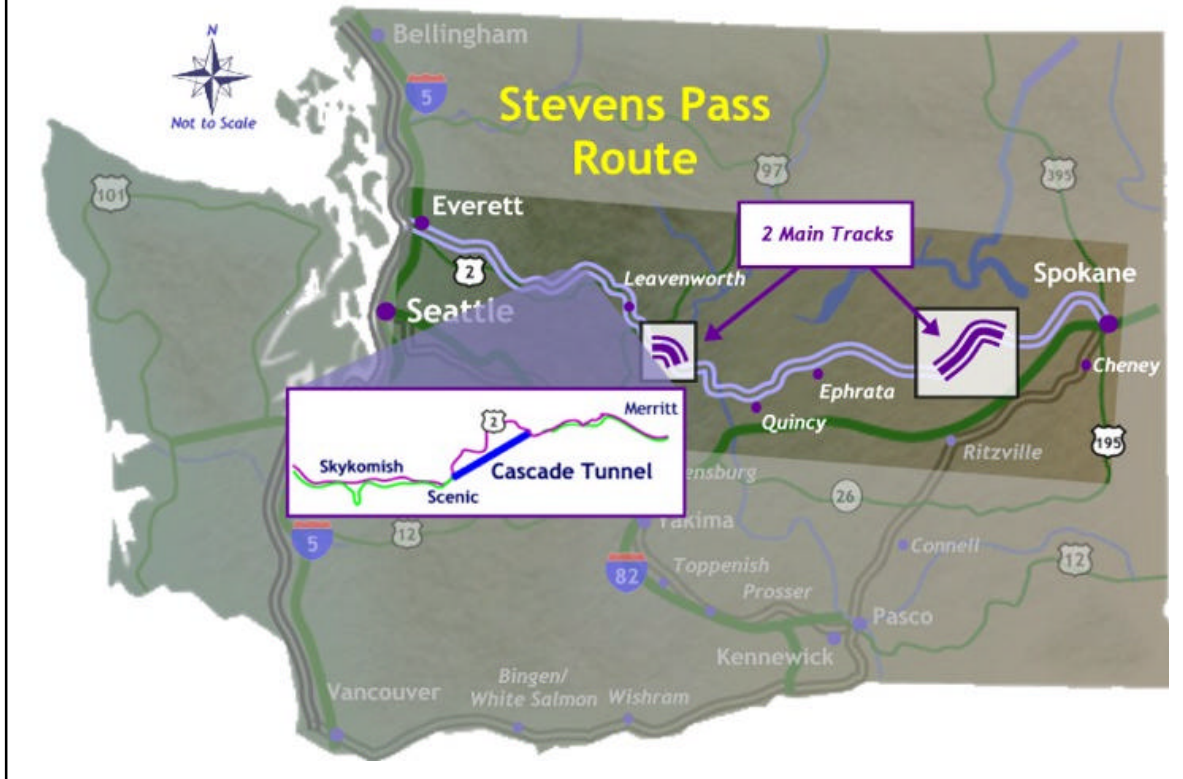 N
Not to Scale
Bellingham
5
Stevens Pass
Route
97
395
101
Everett
2 Main Tracks
2
Leavenworth
Spokane
Seattle
Cheney
Ephrata
Quincy
195
Merritt
2
Skykomish
Cascade Tunnel
Scenic
Ritzville
ensburg
26
5
12
Yakima
Connell
12
82
Toppenish
Prosser
Pasco
Kennewick
Bingen/
White Salmon
Wishram
Vancouver